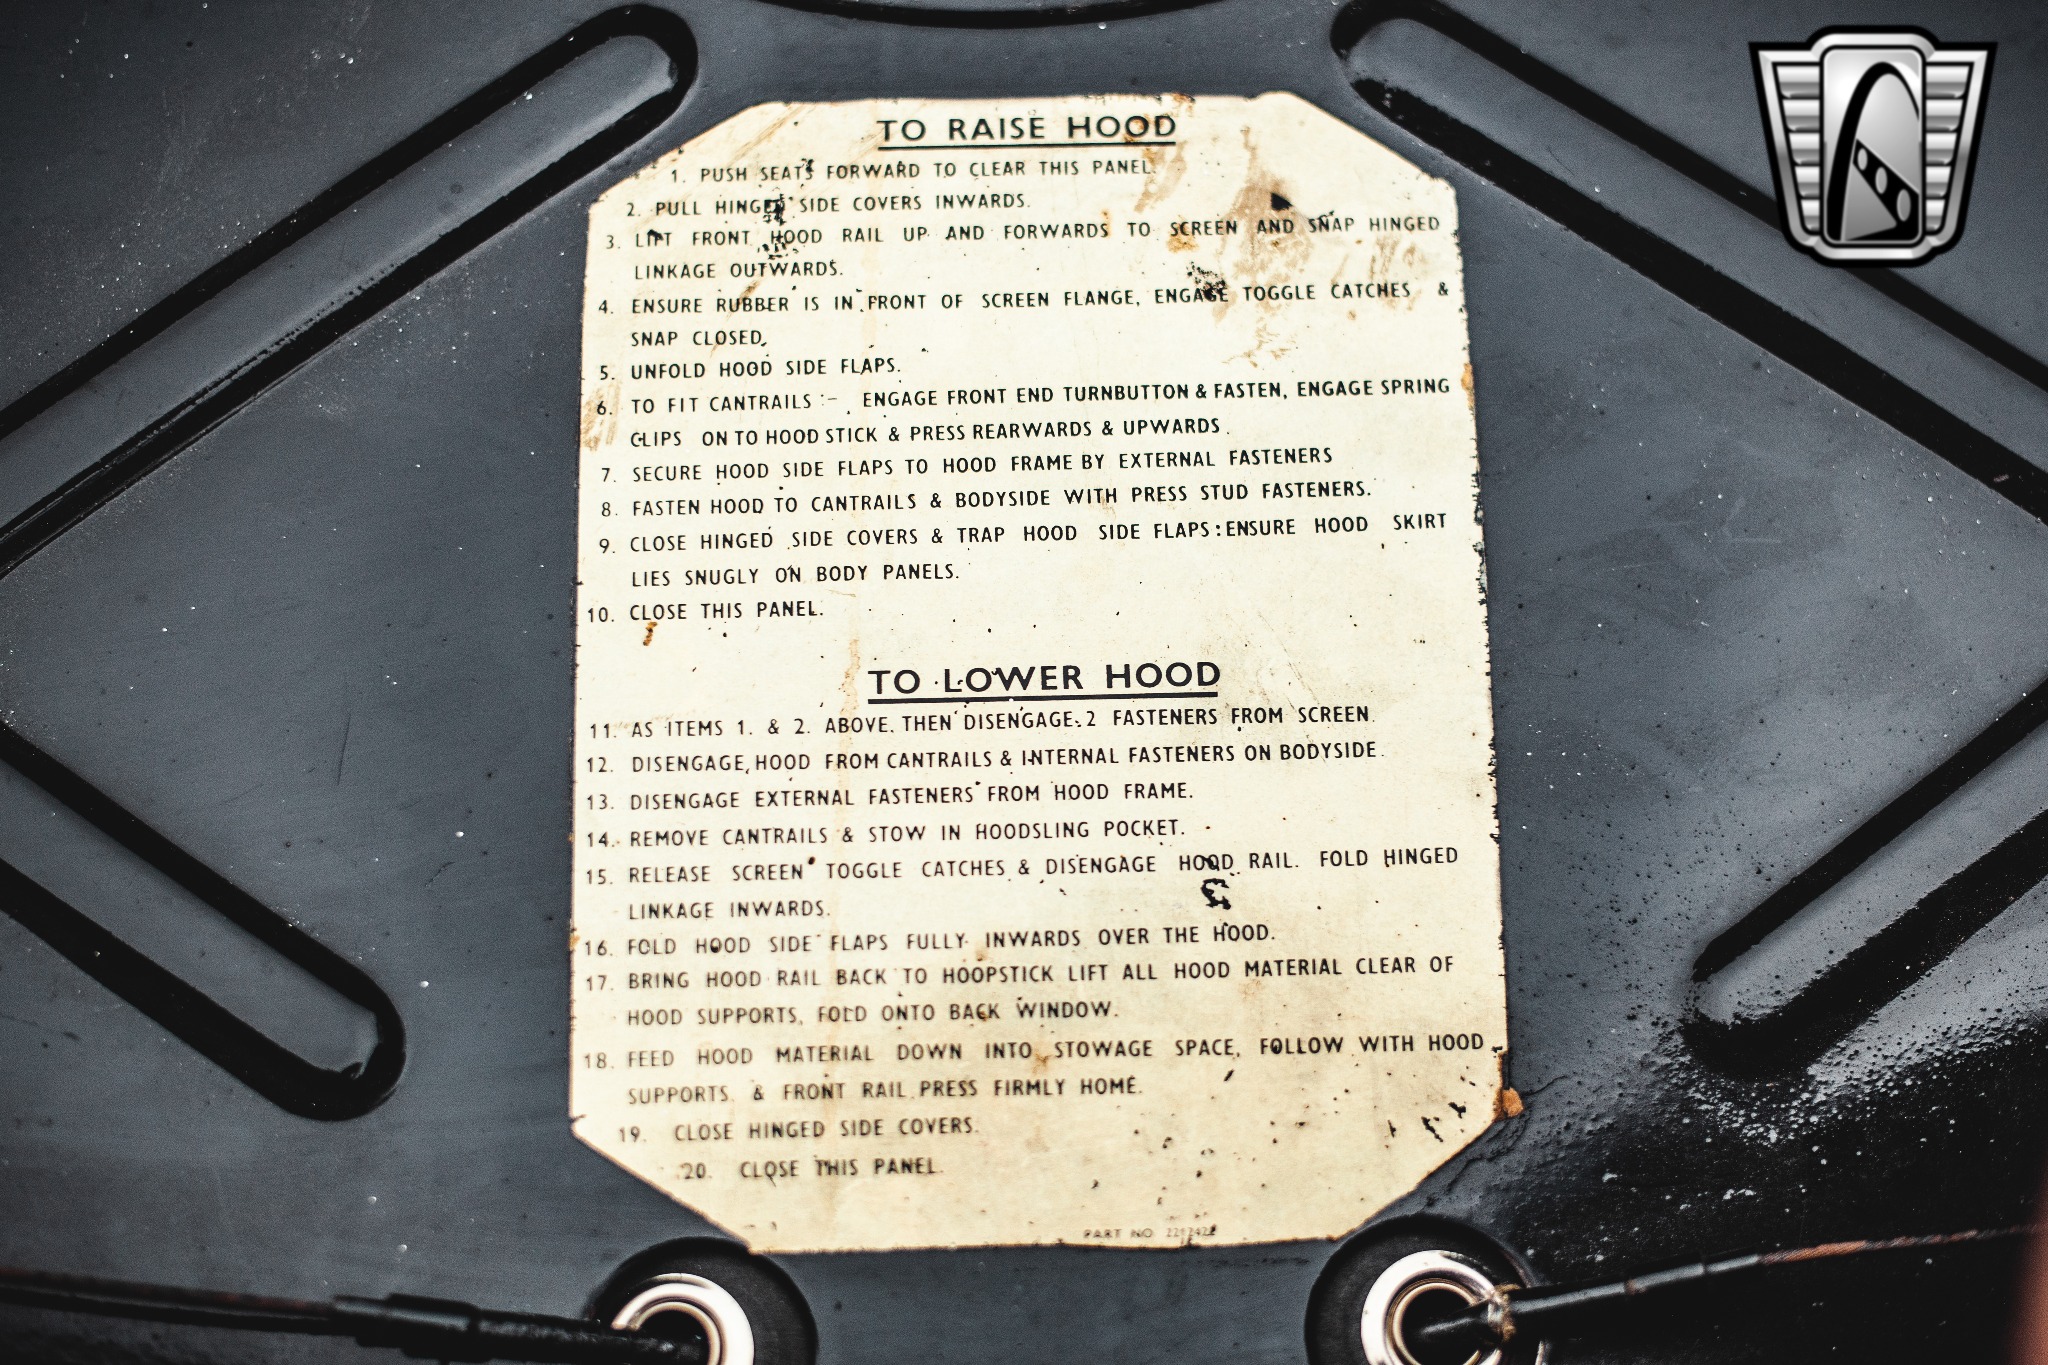 TO RAISE HOOD
1. PUSH SEATS FORWARD TO CLEAR THIS PANEL.
2. PULL HINGED SIDE COVERS INWARDS.
3. LIFT FRONT HOOD RAIL UP AND FORWARDS TO SCREEN AND SNAP HINGED
LINKAGE OUTWARDS.
4. ENSURE RUBBER IS IN FRONT OF SCREEN FLANGE, ENGAGE TOGGLE CATCHES &
SNAP CLOSED.
5. UNFOLD HOOD SIDE FLAPS.
6. TO FIT CANTRAILS :- ENGAGE FRONT END TURNBUTTON & FASTEN, ENGAGE SPRING
CLIPS ON TO HOOD STICK & PRESS REARWARDS & UPWARDS.
7. SECURE HOOD SIDE FLAPS TO HOOD FRAME BY EXTERNAL FASTENERS
8. FASTEN HOOD TO CANTRAILS & BODYSIDE WITH PRESS STUD FASTENERS.
9. CLOSE HINGED SIDE COVERS & TRAP HOOD SIDE FLAPS: ENSURE HOOD SKIRT
LIES SNUGLY ON BODY PANELS.
10. CLOSE THIS PANEL.
TO LOWER HOOD
11. AS ITEMS 1. & 2. ABOVE. THEN DISENGAGE 2 FASTENERS FROM SCREEN.
12. DISENGAGE HOOD FROM CANTRAILS & INTERNAL FASTENERS ON BODYSIDE.
13. DISENGAGE EXTERNAL FASTENERS FROM HOOD FRAME.
14. REMOVE CANTRAILS & STOW IN HOODSLING POCKET.
15. RELEASE SCREEN TOGGLE CATCHES & DISENGAGE HOOD RAIL. FOLD HINGED
LINKAGE INWARDS.
16. FOLD HOOD SIDE FLAPS FULLY INWARDS OVER THE HOOD.
17. BRING HOOD RAIL BACK TO HOOPSTICK LIFT ALL HOOD MATERIAL CLEAR OF
HOOD SUPPORTS, FOLD ONTO BACK WINDOW.
18. FEED HOOD MATERIAL DOWN INTO STOWAGE SPACE, FOLLOW WITH HOOD
SUPPORTS & FRONT RAIL PRESS FIRMLY HOME.
19. CLOSE HINGED SIDE COVERS.
20. CLOSE THIS PANEL.
PART NO